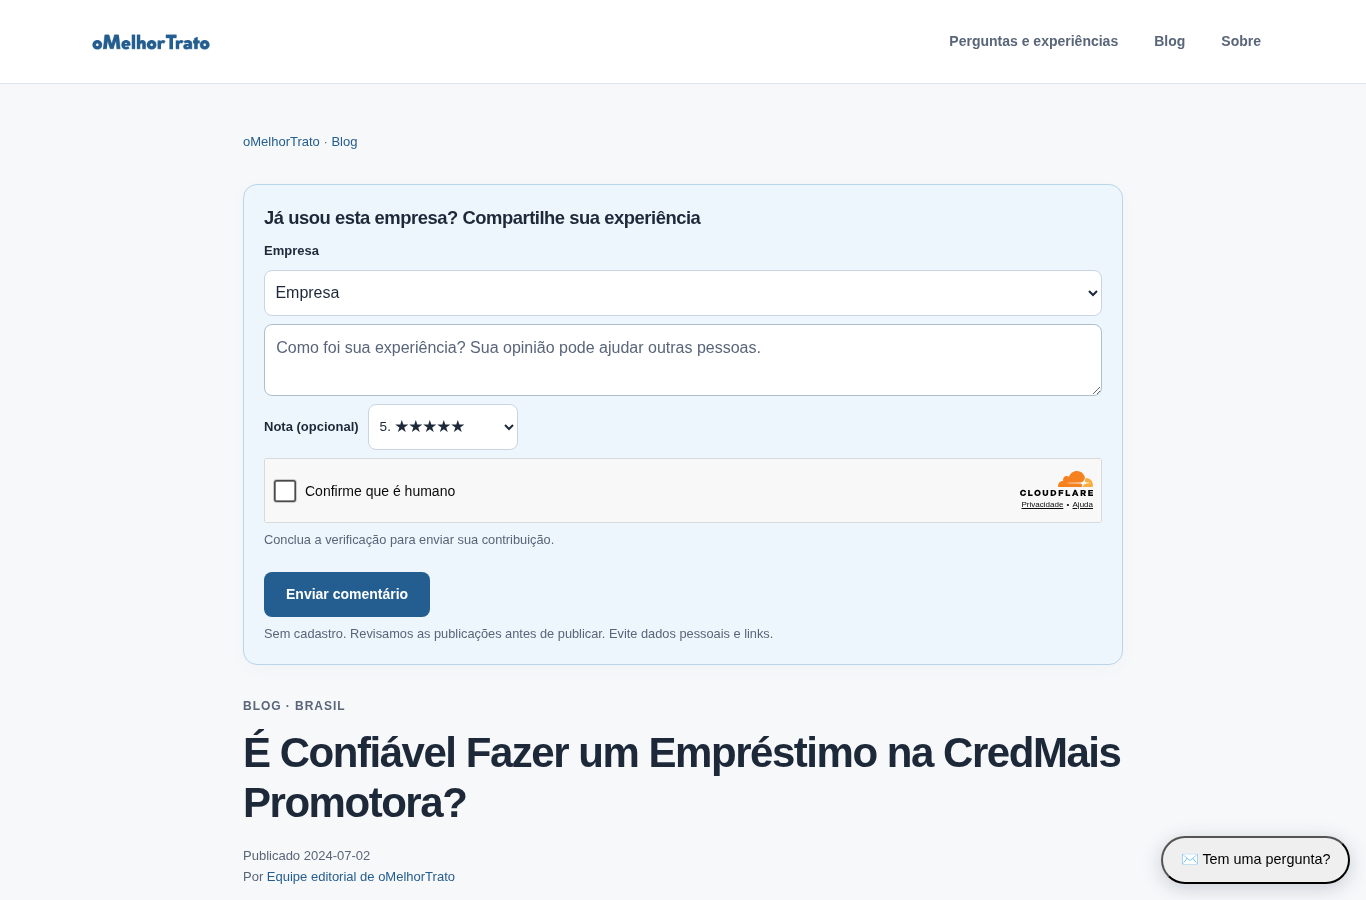 oMelhorTrato
Perguntas e experiências
Blog
Sobre
oMelhorTrato · Blog
Já usou esta empresa? Compartilhe sua experiência
Empresa
Empresa
Como foi sua experiência? Sua opinião pode ajudar outras pessoas.
Nota (opcional)
5. ★★★★★
Confirme que é humano
CLOUDFLARE
Privacidade • Ajuda
Conclua a verificação para enviar sua contribuição.
Enviar comentário
Sem cadastro. Revisamos as publicações antes de publicar. Evite dados pessoais e links.
BLOG · BRASIL
É Confiável Fazer um Empréstimo na CredMais
Promotora?
Publicado 2024-07-02
Por Equipe editorial de oMelhorTrato
✉️ Tem uma pergunta?